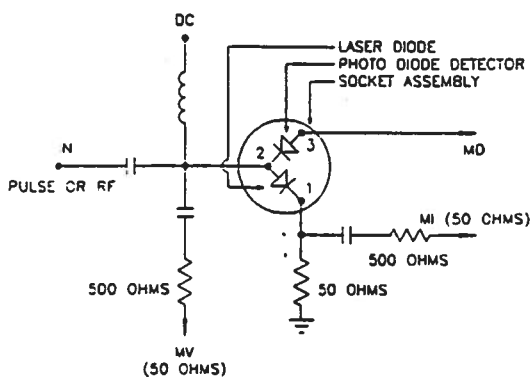 DC
LASER DIODE
PHOTO DIODE DETECTOR
SOCKET ASSEMBLY
N
PULSE OR RF
2
3
1
MD
MI (50 OHMS)
500 OHMS
500 OHMS
50 OHMS
MV
(50 OHMS)